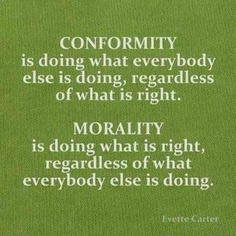 CONFORMITY
is doing what everybody
else is doing, regardless
of what is right.
MORALITY
is doing what is right,
regardless of what
everybody else is doing.
Evette Carter